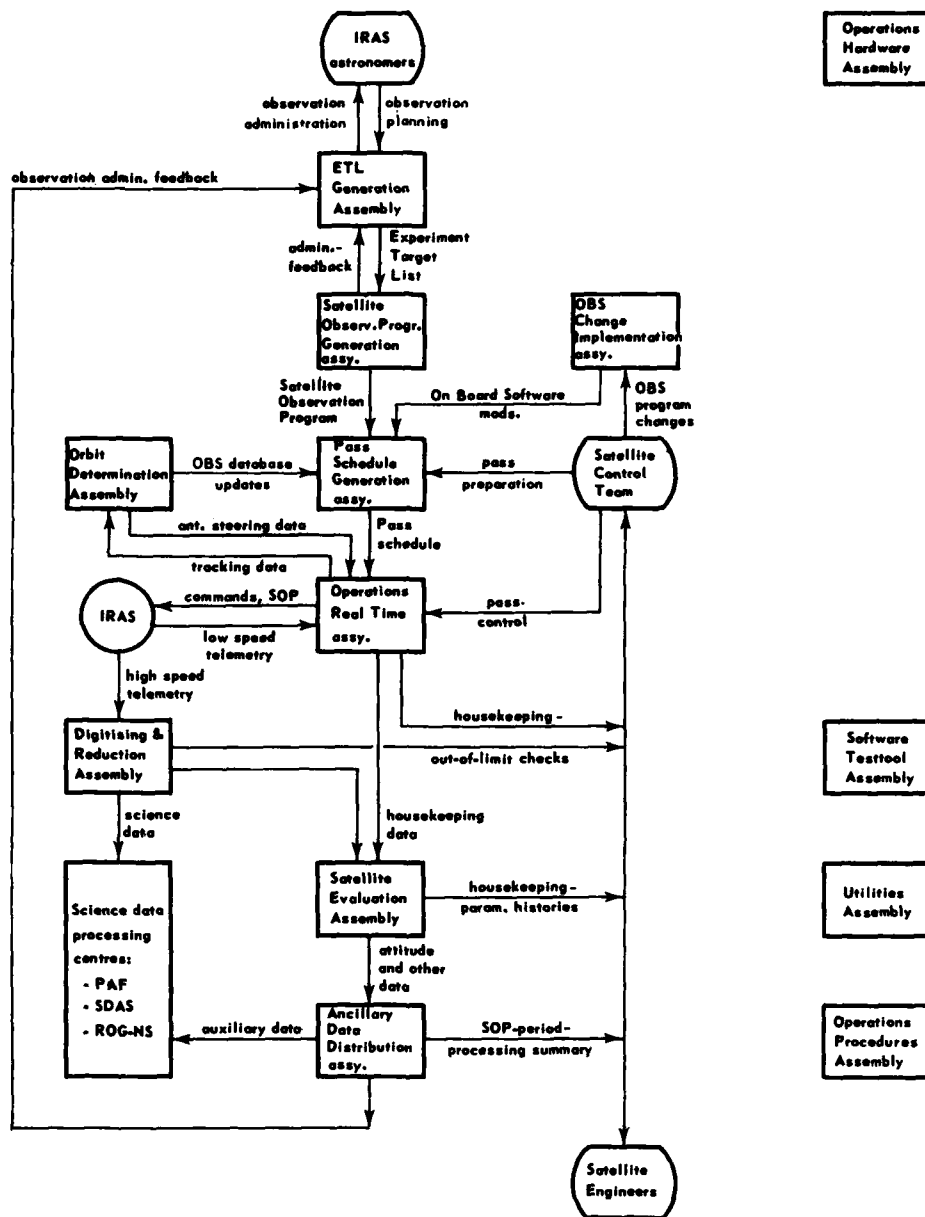 IRAS
astronomers
Operations
Hardware
Assembly
observation
administration
observation
planning
observation admin. feedback
ETL
Generation
Assembly
admin.-
feedback
Experiment
Target
List
Satellite
Observ.Progr.
Generation
assy.
OBS
Change
Implementation
assy.
Satellite
Observation
Program
On Board Software
mods.
OBS
program
changes
Orbit
Determination
Assembly
OBS database
updates
Pass
Schedule
Generation
assy.
pass
preparation
Satellite
Control
Team
ant. steering data
Pass
schedule
tracking data
IRAS
commands, SOP
low speed
telemetry
Operations
Real Time
assy.
pass-
control
high speed
telemetry
housekeeping -
out-of-limit checks
Digitising &
Reduction
Assembly
Software
Testtool
Assembly
science
data
housekeeping
data
Science data
processing
centres:
- PAF
- SDAS
- ROG-NS
Satellite
Evaluation
Assembly
housekeeping-
param. histories
Utilities
Assembly
attitude
and other
data
auxiliary data
Ancillary
Data
Distribution
assy.
SOP-period-
processing summary
Operations
Procedures
Assembly
Satellite
Engineers